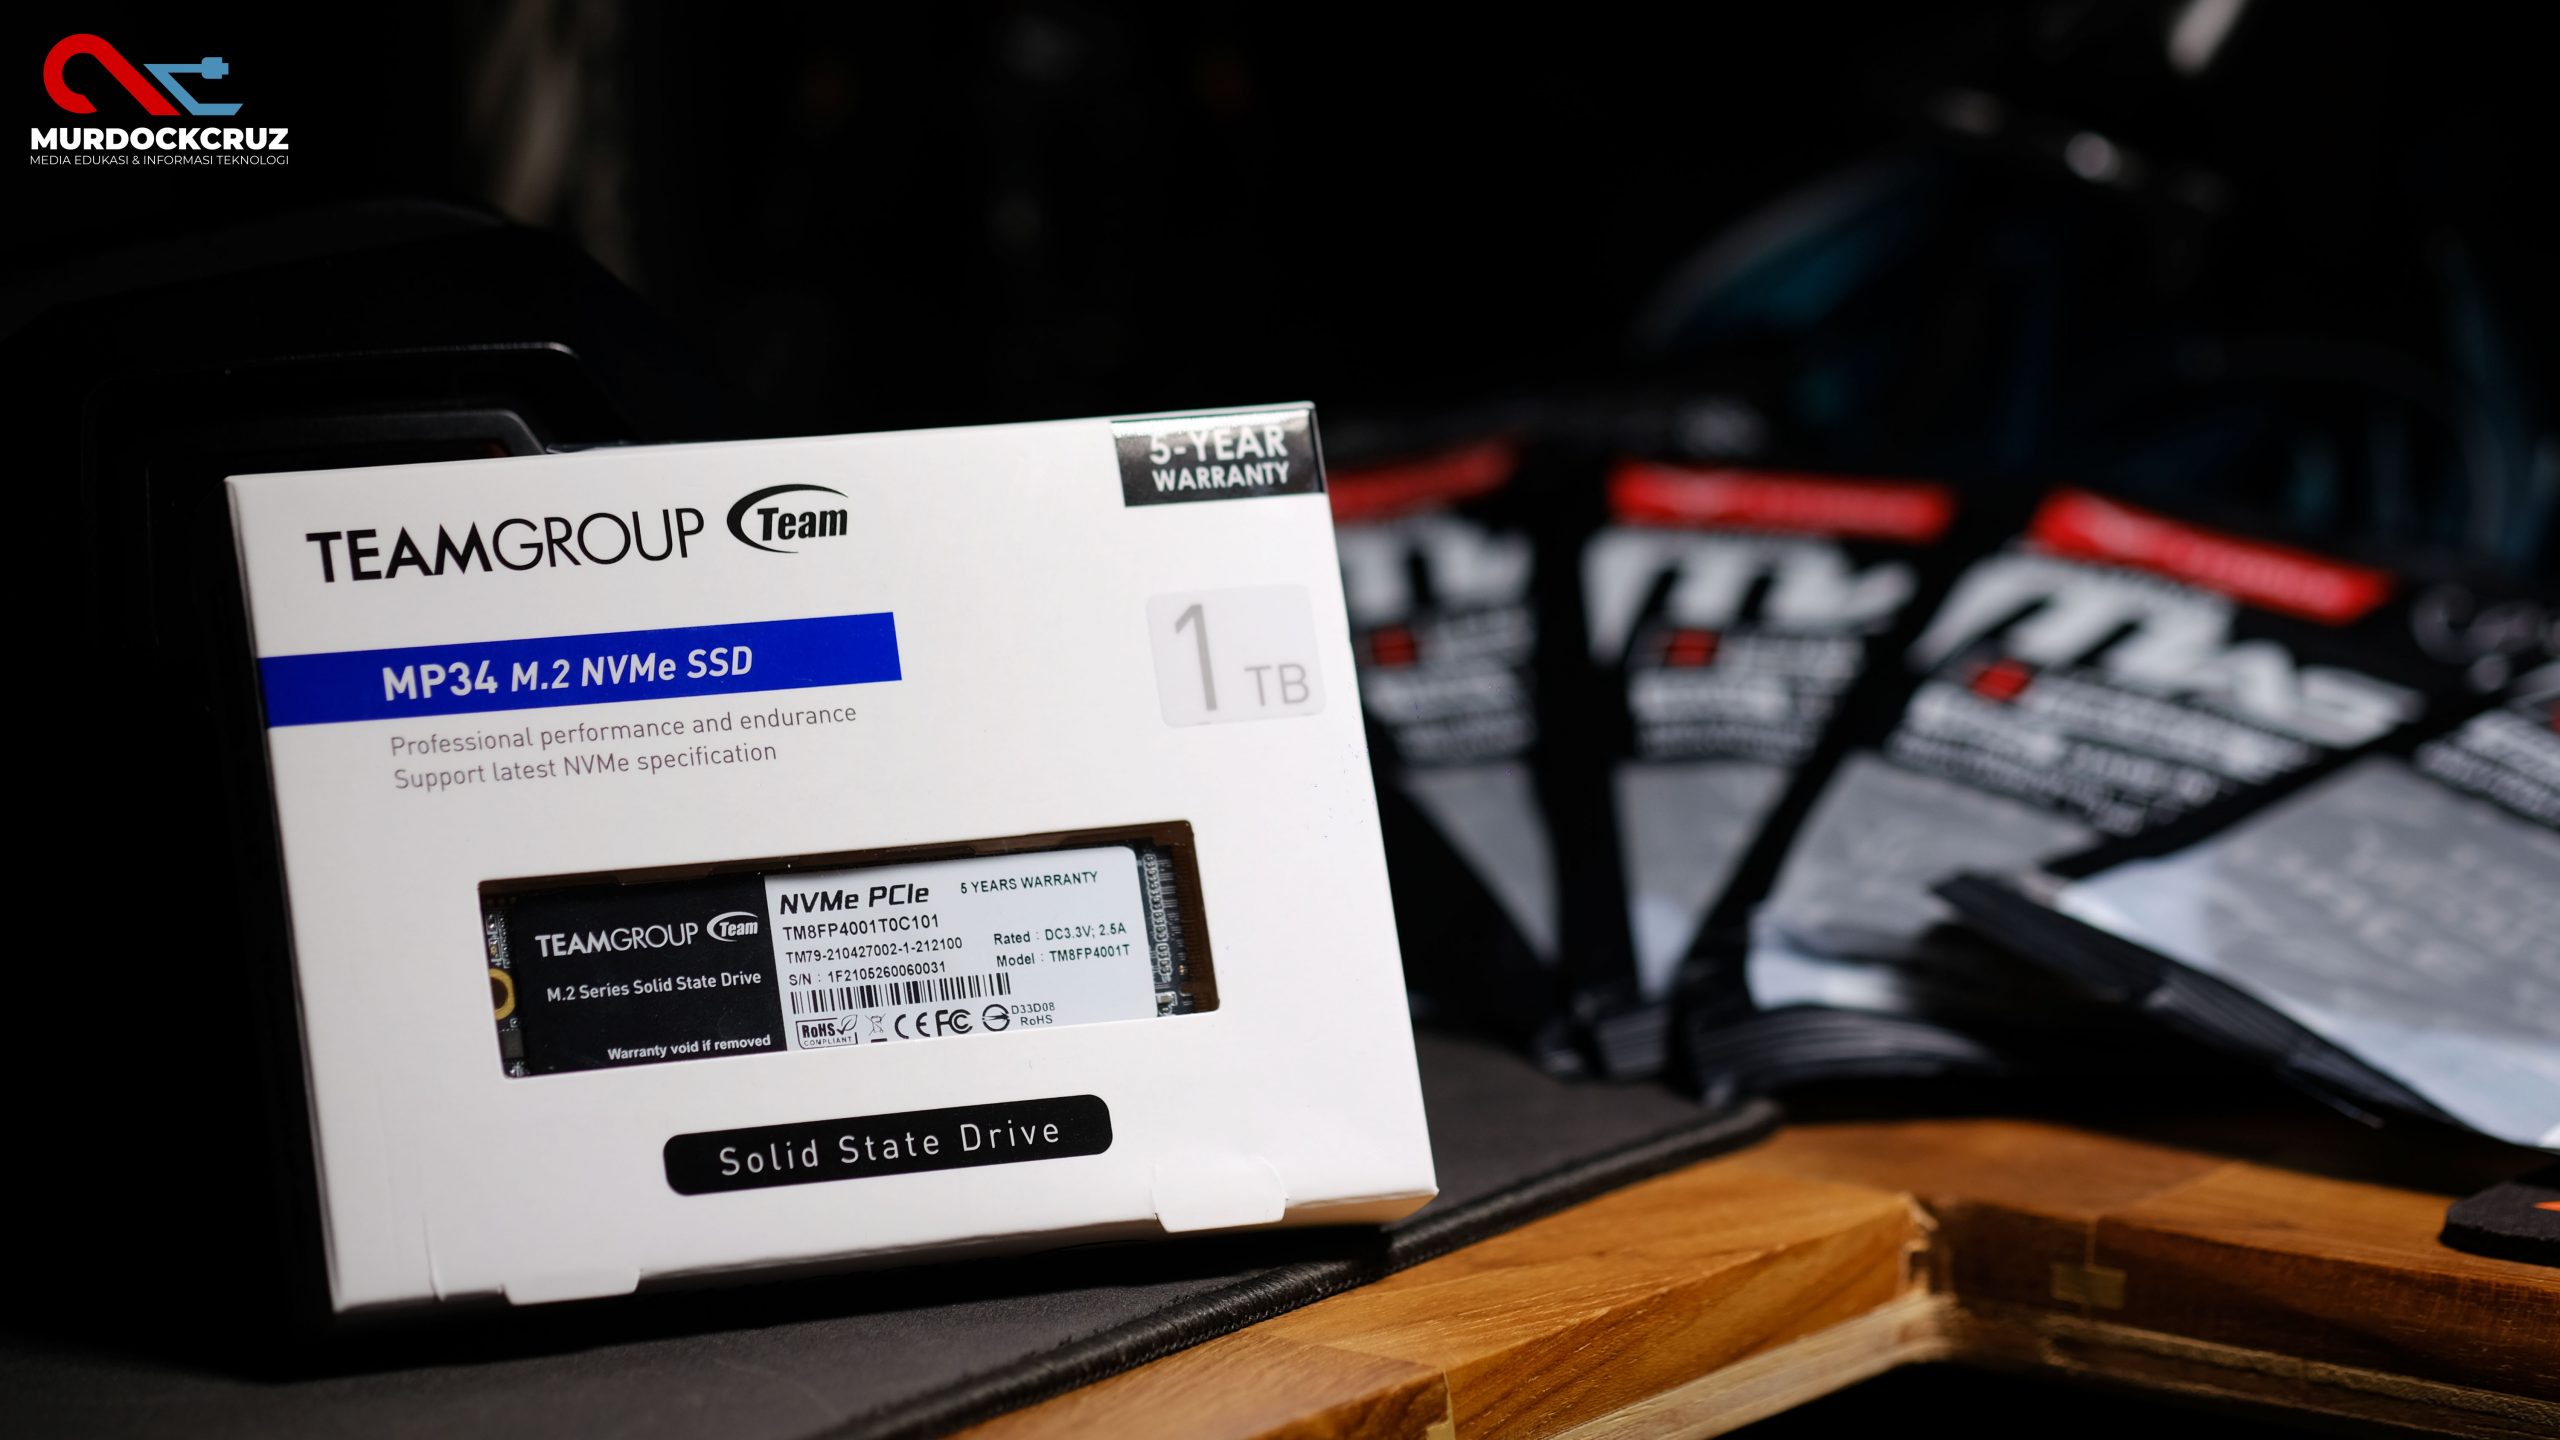 MURDOCKCRUZ
MEDIA EDUKASI & INFORMASI TEKNOLOGI
5-YEAR
WARRANTY
TEAMGROUP Team
1 TB
MP34 M.2 NVMe SSD
Professional performance and endurance
Support latest NVMe specification
TEAMGROUP Team
M.2 Series Solid State Drive
Warranty void if removed
NVMe PCIe 5 YEARS WARRANTY
TM8FP4001T0C101
TM79-210427002-1-212100
Rated : DC3.3V; 2.5A
S/N : 1F2105260060031
Model : TM8FP4001T
RoHS
COMPLIANT
CE FC
D33D08
RoHS
Solid State Drive